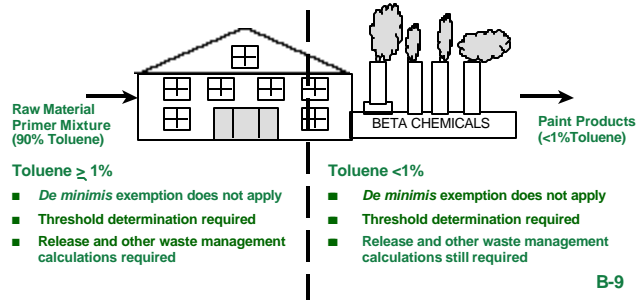 Raw Material
Primer Mixture
(90% Toluene)
BETA CHEMICALS
Paint Products
(<1%Toluene)
Toluene ≥ 1%
■ De minimis exemption does not apply
■ Threshold determination required
■ Release and other waste management
calculations required
Toluene <1%
■ De minimis exemption does not apply
■ Threshold determination required
■ Release and other waste management
calculations still required
B-9